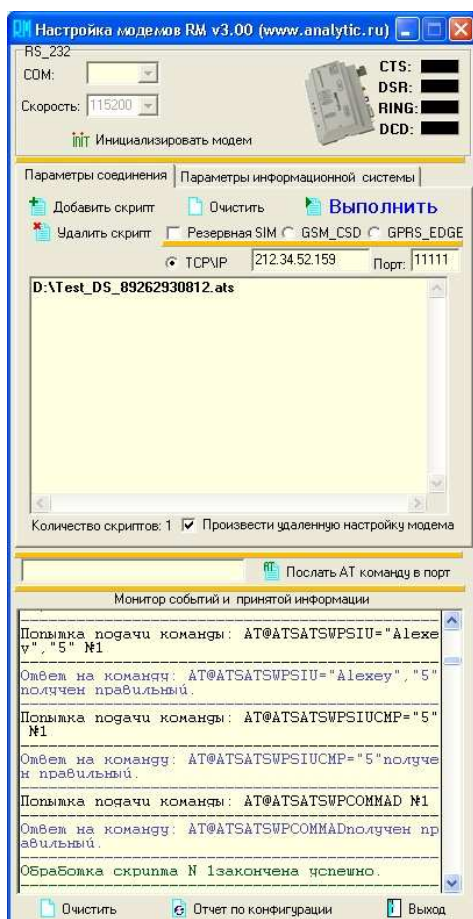 RM Настройка модемов RM v3.00 (www.analytic.ru)
RS_232
COM:
CTS:
DSR:
Скорость: 115200
RING:
DCD:
init Инициализировать модем
Параметры соединения Параметры информационной системы
Добавить скрипт Очистить Выполнить
Удалить скрипт Резервная SIM GSM_CSD GPRS_EDGE
TCP\IP 212.34.52.159 Порт: 11111
D:\Test_DS_89262930812.ats
Количество скриптов: 1 Произвести удаленную настройку модема
AT Послать АТ команду в порт
Монитор событий и принятой информации
Попытка подачи команды: AT@ATSATSWPSIU="Alexe
y","5" №1
Ответ на команду: AT@ATSATSWPSIU="Alexey","5"
получен правильный.
Попытка подачи команды: AT@ATSATSWPSIUCMP="5"
№1
Ответ на команду: AT@ATSATSWPSIUCMP="5"получе
н правильный.
Попытка подачи команды: AT@ATSATSWPCOMMAD №1
Ответ на команду: AT@ATSATSWPCOMMADполучен пр
авильный.
Обработка скрипта N 1закончена успешно.
Очистить Отчет по конфигурации Выход